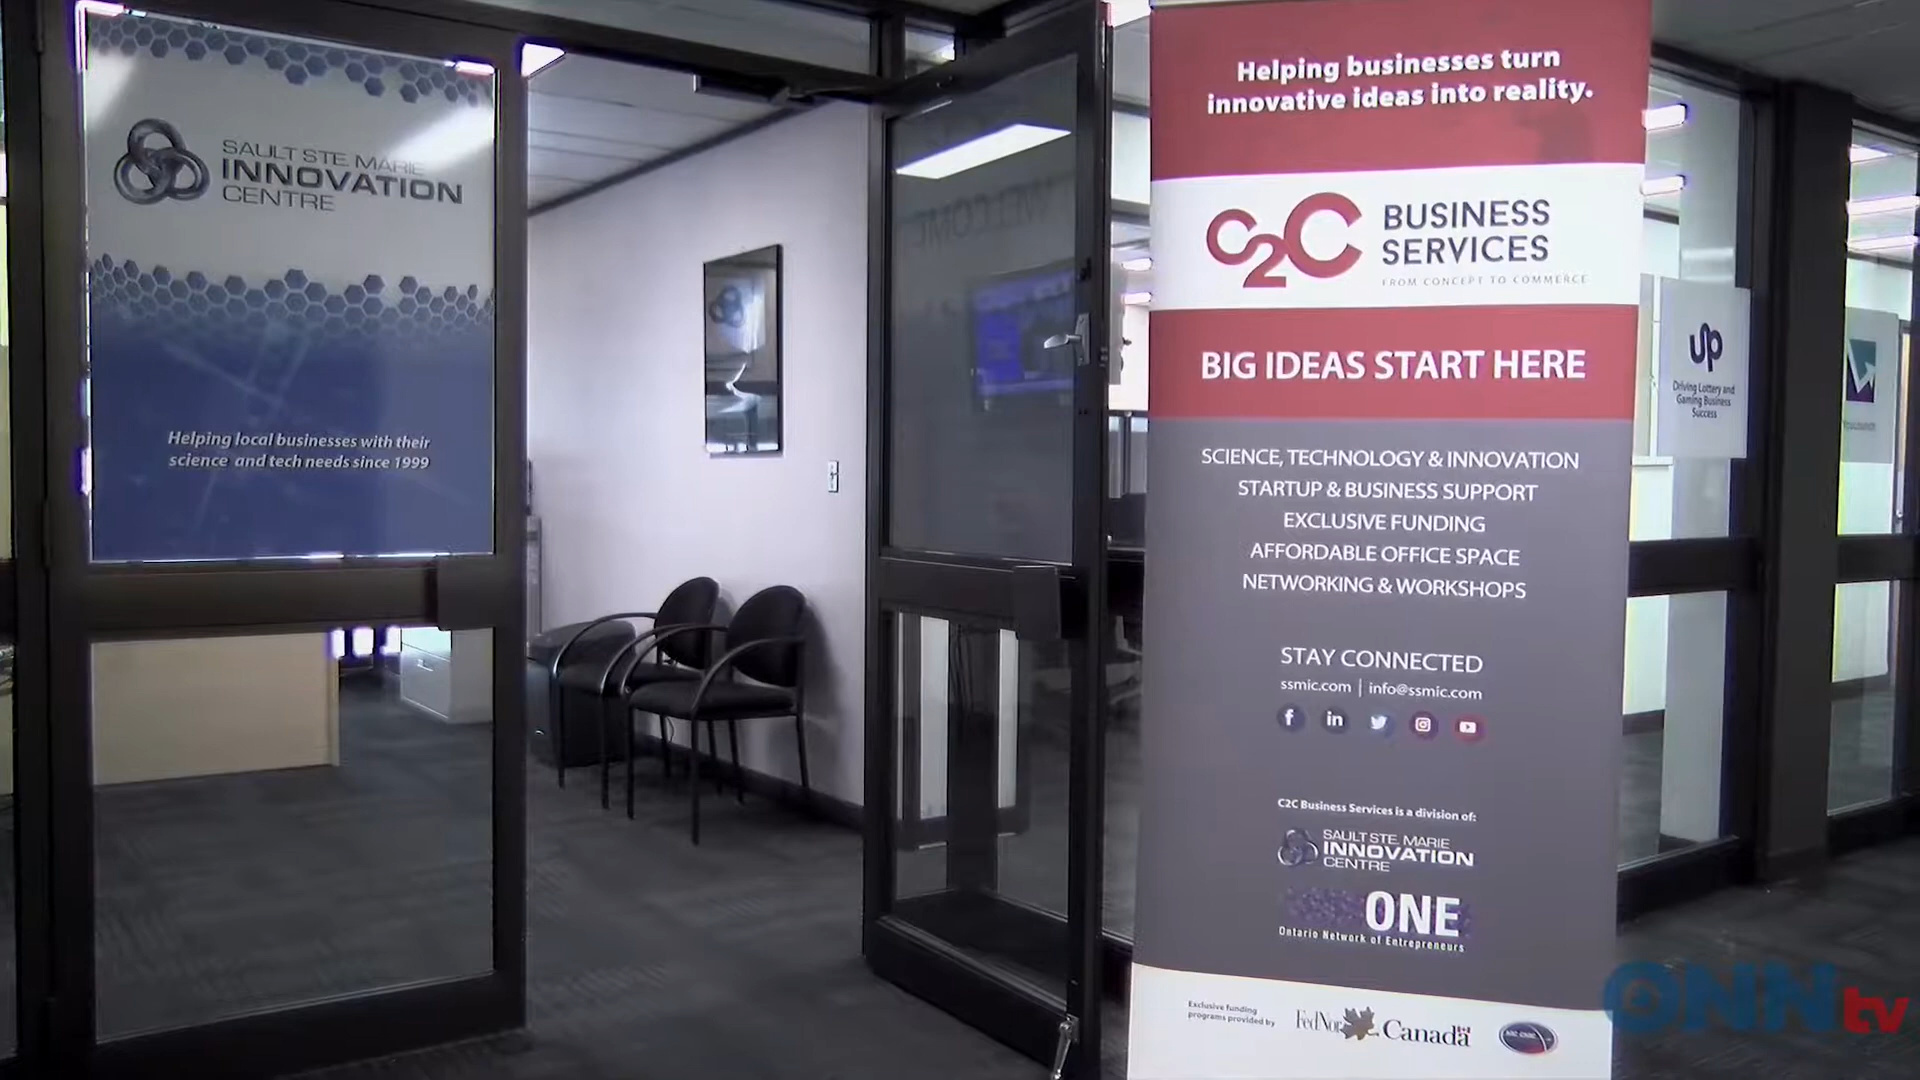 SAULT STE MARIE
INNOVATION
CENTRE
Helping local businesses with their
science and tech needs since 1999
WELCOME
Helping businesses turn
innovative ideas into reality.
C2C
BUSINESS
SERVICES
FROM CONCEPT TO COMMERCE
BIG IDEAS START HERE
SCIENCE, TECHNOLOGY & INNOVATION
STARTUP & BUSINESS SUPPORT
EXCLUSIVE FUNDING
AFFORDABLE OFFICE SPACE
NETWORKING & WORKSHOPS
STAY CONNECTED
ssmic.com | info@ssmic.com
f in
C2C Business Services is a division of:
SAULT STE. MARIE
INNOVATION
CENTRE
ONE
Ontario Network of Entrepreneurs
Exclusive funding
programs provided by
FedNor
Canada
up
Driving Lottery and
Gaming Business
Success
ONNtv